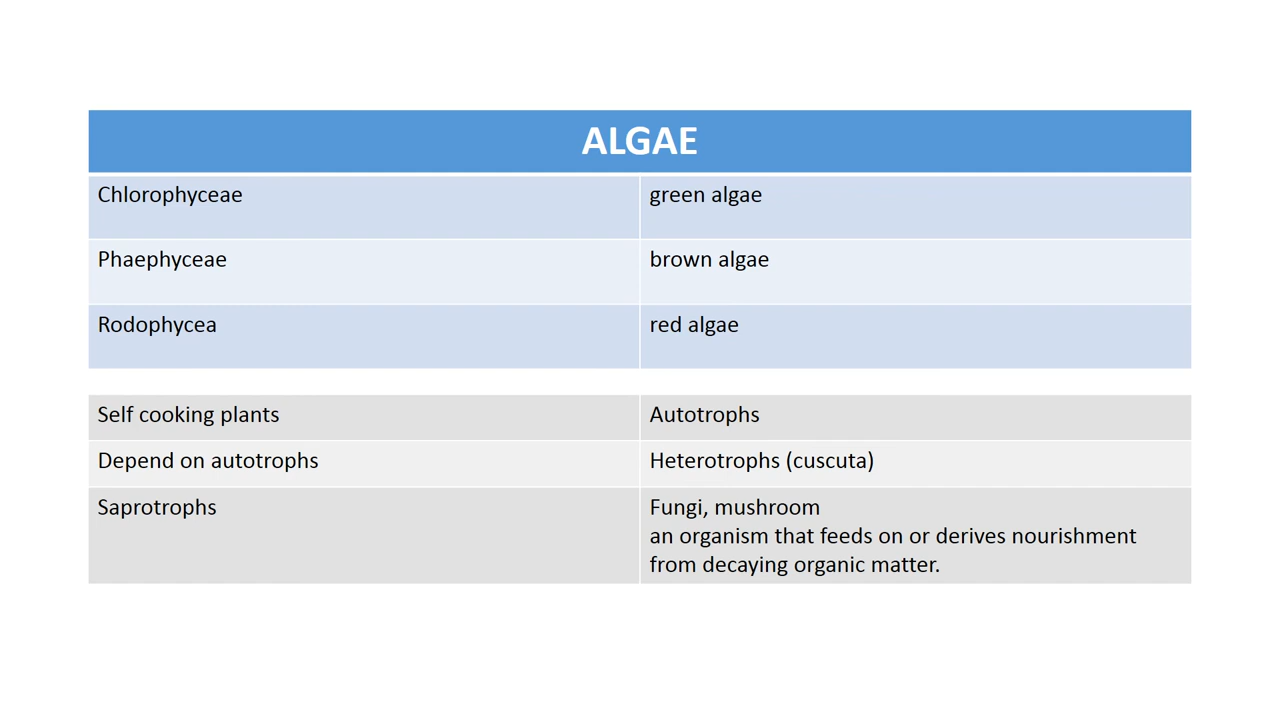 ALGAE
Chlorophyceae
green algae
Phaephyceae
brown algae
Rodophycea
red algae
Self cooking plants
Autotrophs
Depend on autotrophs
Heterotrophs (cuscuta)
Saprotrophs
Fungi, mushroom
an organism that feeds on or derives nourishment
from decaying organic matter.